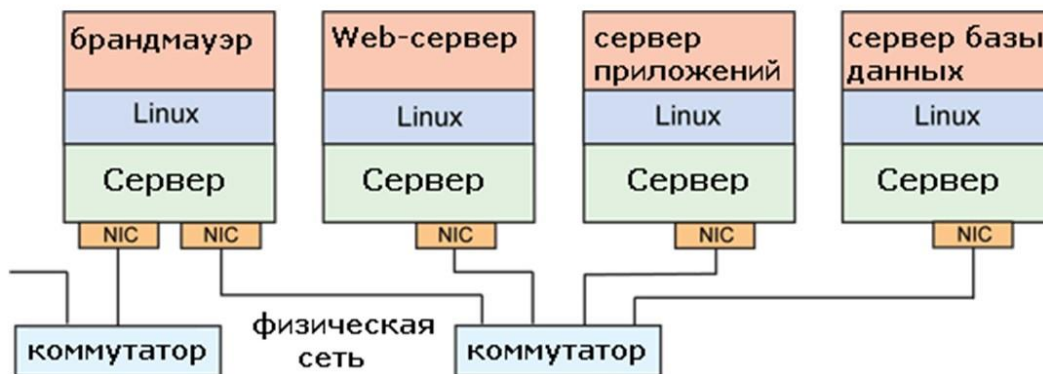 брандмауэр
Linux
Сервер
NIC
NIC
Web-сервер
Linux
Сервер
NIC
сервер
приложений
Linux
Сервер
NIC
сервер базы
данных
Linux
Сервер
NIC
коммутатор
физическая
сеть
коммутатор